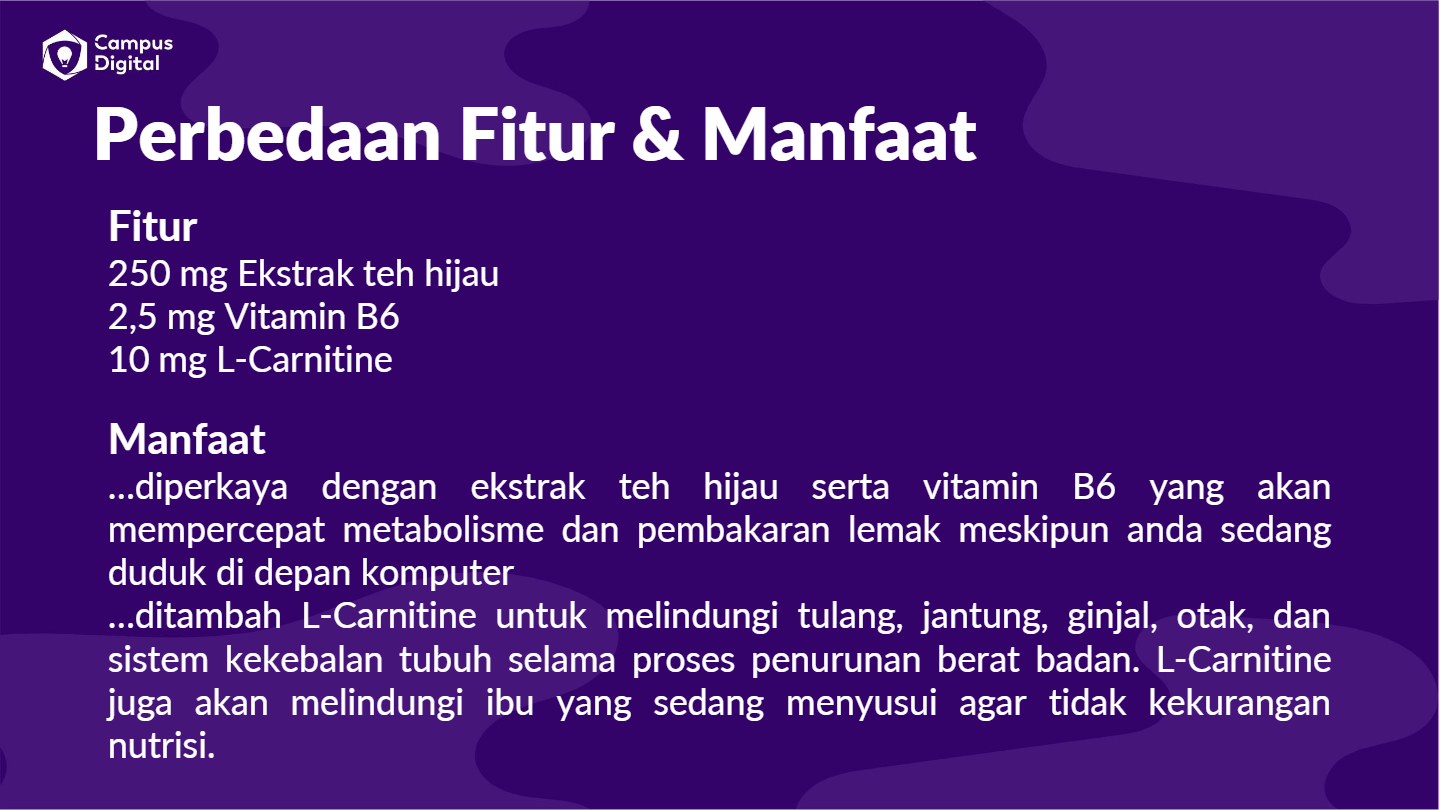 Campus
Digital
Perbedaan Fitur & Manfaat
Fitur
250 mg Ekstrak teh hijau
2,5 mg Vitamin B6
10 mg L-Carnitine
Manfaat
...diperkaya dengan ekstrak teh hijau serta vitamin B6 yang akan
mempercepat metabolisme dan pembakaran lemak meskipun anda sedang
duduk di depan komputer
...ditambah L-Carnitine untuk melindungi tulang, jantung, ginjal, otak, dan
sistem kekebalan tubuh selama proses penurunan berat badan. L-Carnitine
juga akan melindungi ibu yang sedang menyusui agar tidak kekurangan
nutrisi.